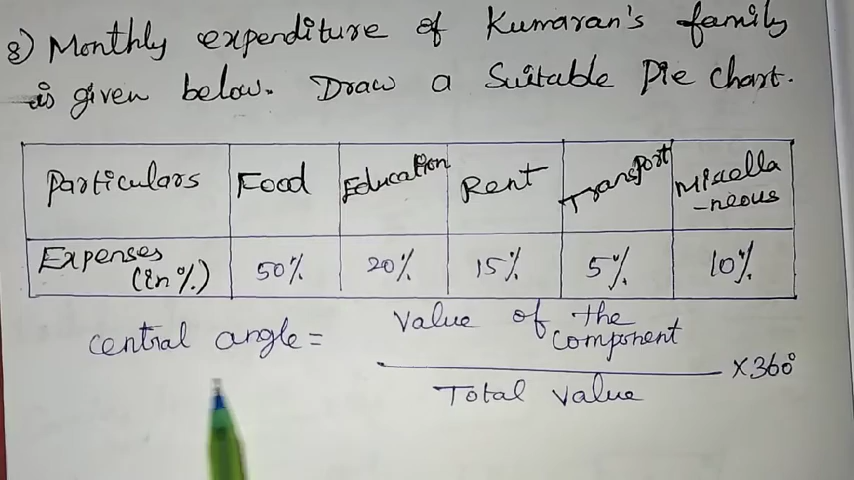 8) Monthly expenditure of Kumaran's family
is given below. Draw a Suitable Pie chart.
Particulars Food Education Rent Transport Miscella
-neous
Expenses
(in %) 50% 20% 15% 5% 10%
central angle = Value of the
component
Total value ×360°